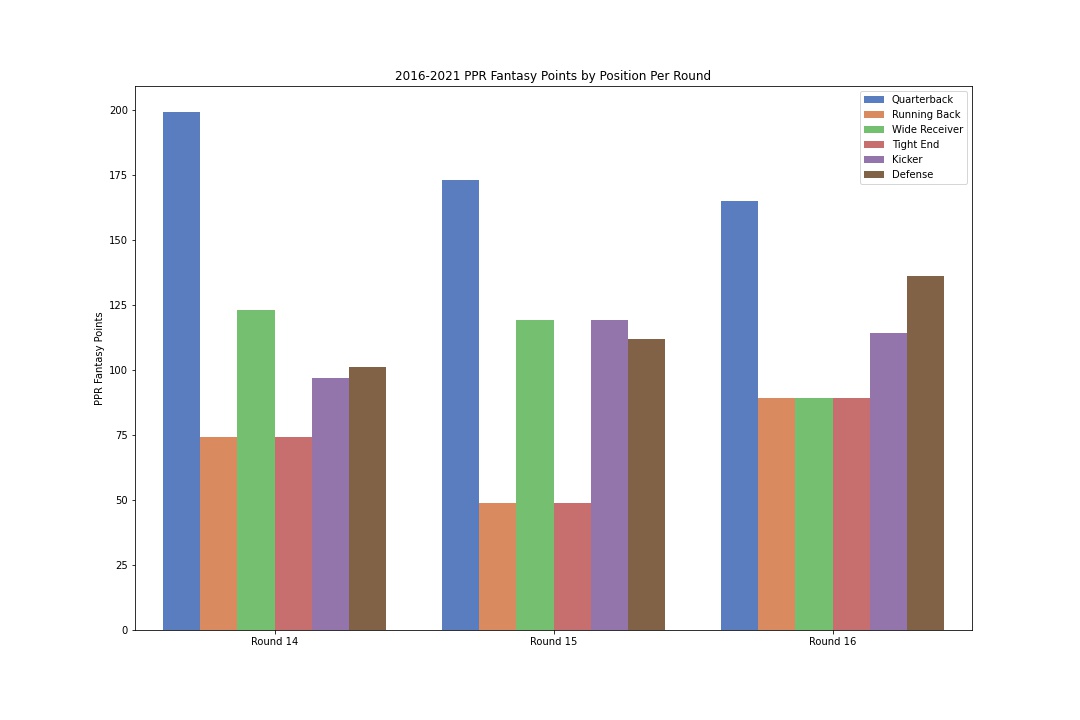 2016-2021 PPR Fantasy Points by Position Per Round
Quarterback
Running Back
Wide Receiver
Tight End
Kicker
Defense
PPR Fantasy Points
200
175
150
125
100
75
50
25
0
Round 14
Round 15
Round 16